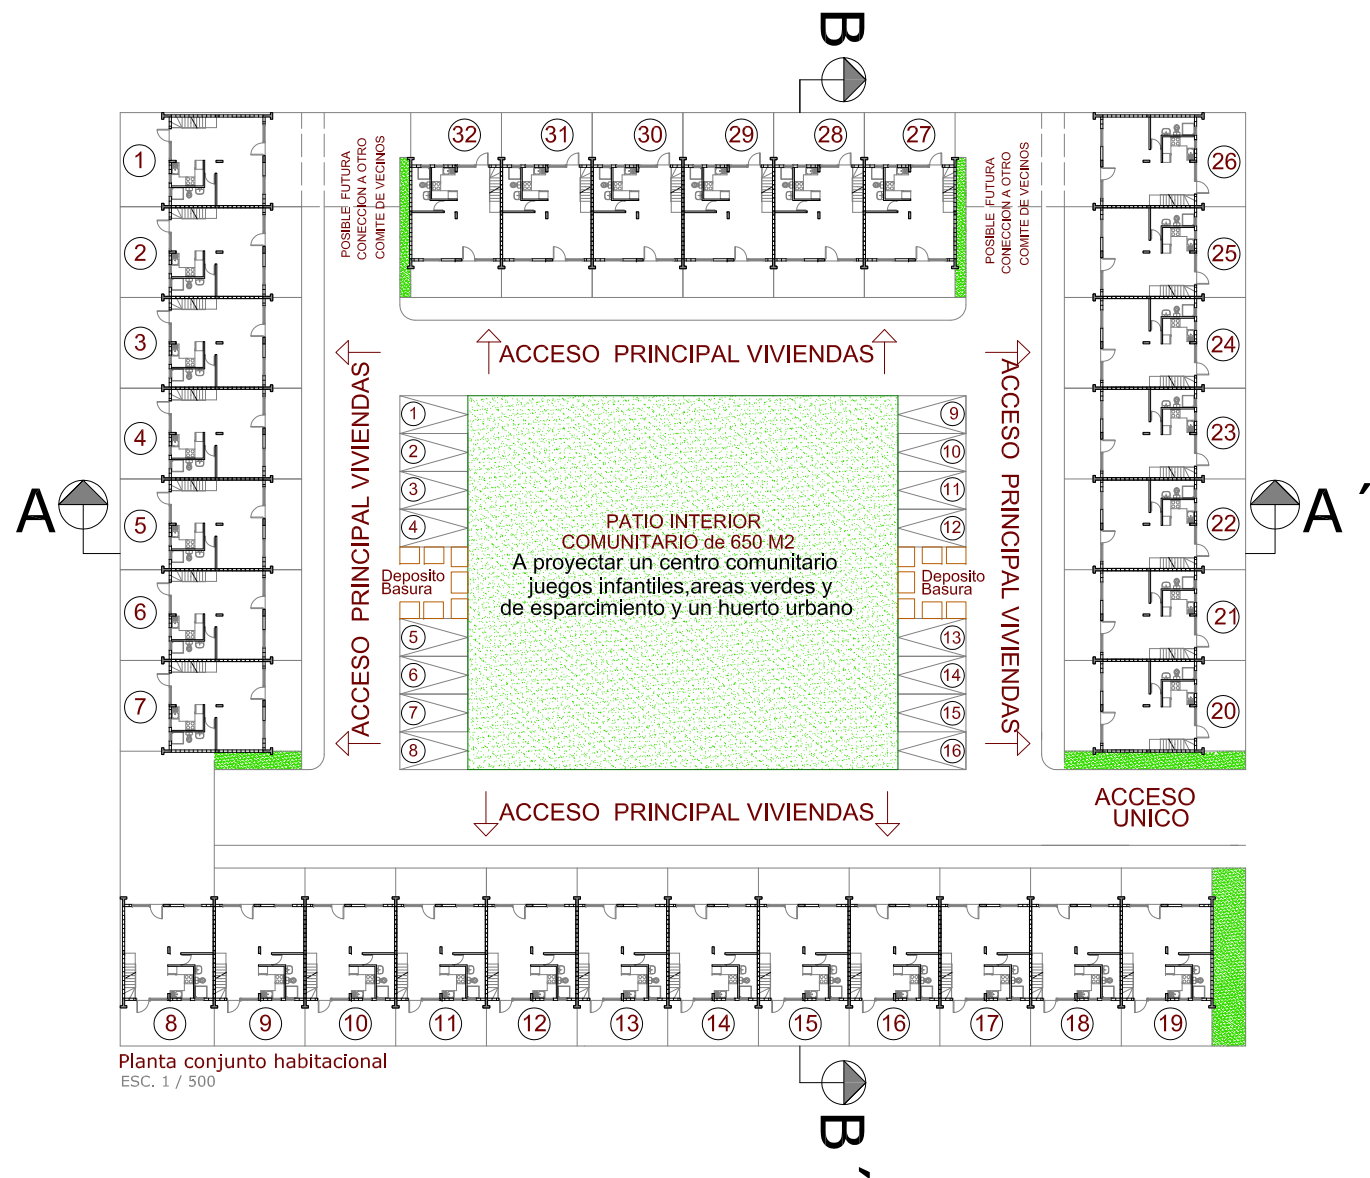 B
32
31
30
29
28
27
1
2
3
4
5
6
7
26
25
24
23
22
21
20
POSIBLE FUTURA
CONECCION A OTRO
COMITE DE VECINOS
POSIBLE FUTURA
CONECCION A OTRO
COMITE DE VECINOS
ACCESO PRINCIPAL VIVIENDAS
ACCESO PRINCIPAL VIVIENDAS
ACCESO PRINCIPAL VIVIENDAS
1
2
3
4
Deposito
Basura
5
6
7
8
9
10
11
12
Deposito
Basura
13
14
15
16
PATIO INTERIOR
COMUNITARIO de 650 M2
A proyectar un centro comunitario
juegos infantiles,areas verdes y
de esparcimiento y un huerto urbano
A
A´
ACCESO PRINCIPAL VIVIENDAS
ACCESO
UNICO
8
9
10
11
12
13
14
15
16
17
18
19
Planta conjunto habitacional
ESC. 1 / 500
B´